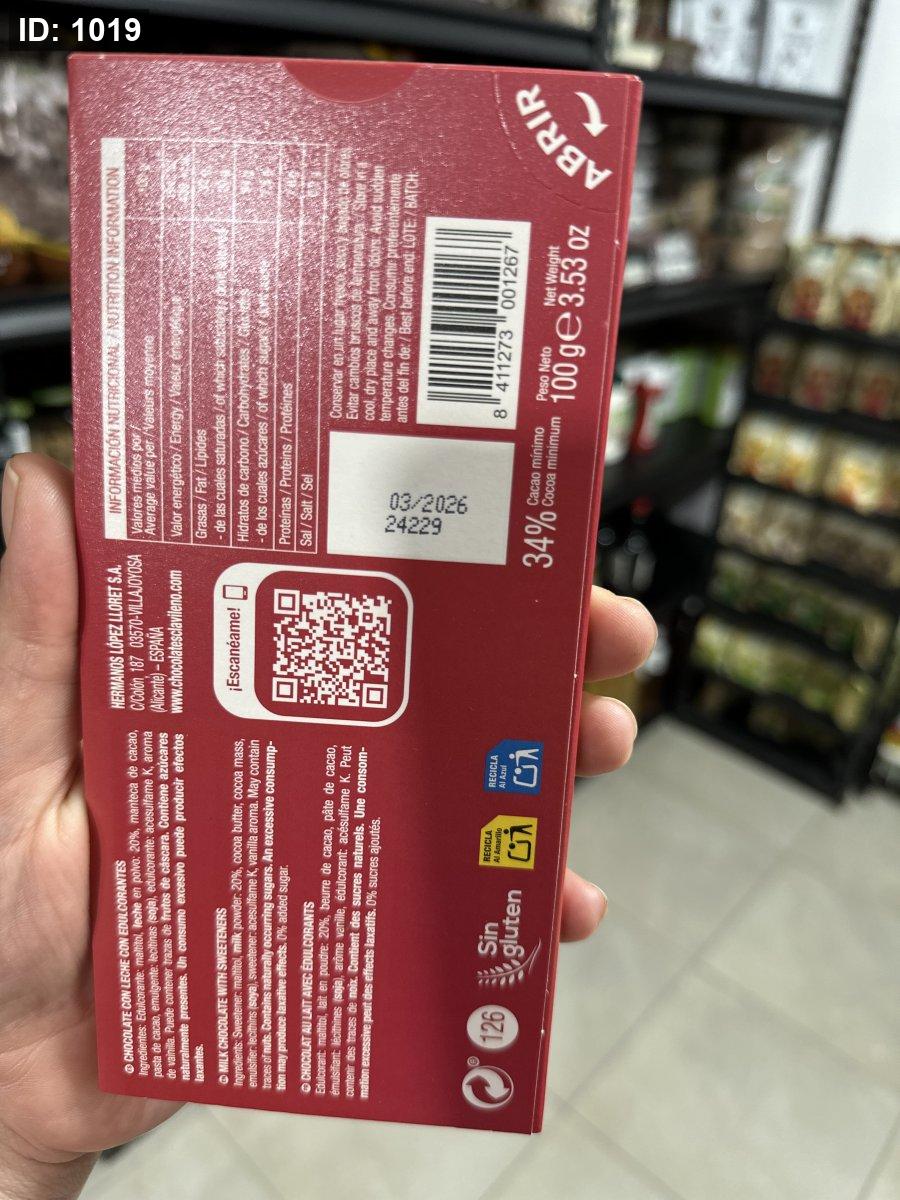 ID: 1019
ABRIR
INFORMACIÓN NUTRICIONAL / NUTRITION INFORMATION
Valores medios por /
Average value per / Valeurs moyenne
Valor energético / Energy / Valeur énergétique
Grasas / Fat / Lipides
- de las cuales saturadas / of which saturated
Hidratos de carbono / Carbohydrates
- de los cuales azúcares / of which sugar /
Proteínas / Proteins / Protéines
Sal / Salt / Sel
Conservar en un lugar fresco, seco y aislado de olores.
Evitar cambios bruscos de temperatura. / Store in a
cool, dry place and away from odors. Avoid sudden
temperature changes. Consume preferentemente
antes del fin de: / Best before end: LOTE: / BATCH:
8 411273 001267
03/2026
24229
34% Cacao mínimo
Cocoa minimum
Peso Neto Net Weight
100 g e 3.53 oz
HERMANOS LÓPEZ LLORET S.A.
C/Colón 187 03570-VILLAJOYOSA
(Alicante) – ESPAÑA
www.chocolatesclavileno.com
¡Escanéame!
CHOCOLATE CON LECHE CON EDULCORANTES
Ingredientes: Edulcorante: maltitol, leche en polvo: 20%, manteca de cacao,
pasta de cacao, emulgente: lecitinas (soja), edulcorante: acesulfame K, aroma
de vainilla. Puede contener trazas de frutos de cáscara. Contiene azúcares
naturalmente presentes. Un consumo excesivo puede producir efectos
laxantes.
MILK CHOCOLATE WITH SWEETENERS
Ingredients: Sweetener: maltitol, milk powder: 20%, cocoa butter, cocoa mass,
emulsifier: lecithins (soya), sweetener: acesulfame K, vanilla aroma. May contain
traces of nuts. Contains naturally occurring sugars. An excessive consump-
tion may produce laxative effects. 0% added sugar.
CHOCOLAT AU LAIT AVEC ÉDULCORANTS
Edulcorant: maltitol, lait en poudre: 20%, beurre de cacao, pâte de cacao,
émulsifiant: lécithines (soja), arôme vanille, édulcorant: acésulfame K. Peut
contenir des traces de noix. Contient des sucres naturels. Une consom-
mation excessive peut des effects laxatifs. 0% sucres ajoutés.
RECICLA
Al Azul
RECICLA
Al Amarillo
Sin
gluten
126